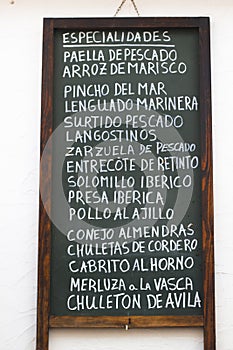 ESPECIALIDADES
PAELLA DE PESCADO
ARROZ DE MARISCO
PINCHO DEL MAR
LENGUADO MARINERA
SURTIDO PESCADO
LANGOSTINOS
ZARZUELA DE PESCADO
ENTRECÔTE DE RETINTO
SOLOMILLO IBERICO
PRESA IBERICA
POLLO AL AJILLO
CONEJO ALMENDRAS
CHULETAS DE CORDERO
CABRITO AL HORNO
MERLUZA a LA VASCA
CHULETON DE AVILA